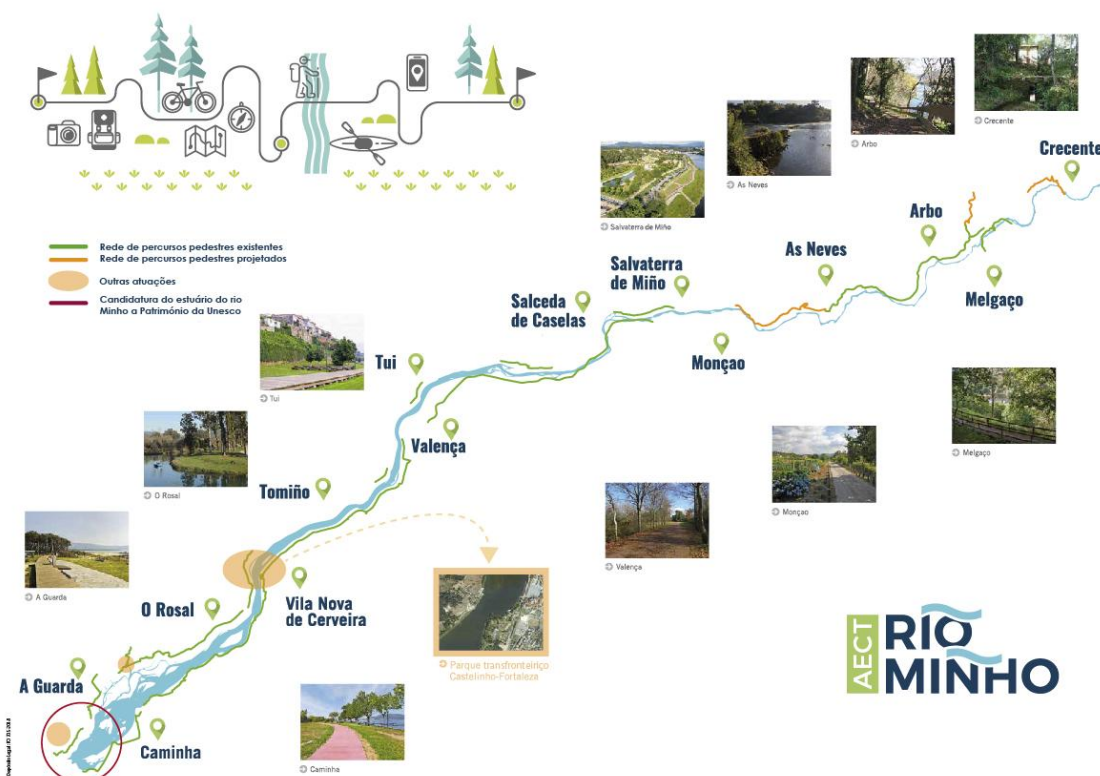 Crecente
Arbo
As Neves
Salvaterra de Miño
Crecente
Arbo
As Neves
Salvaterra
de Miño
Salceda
de Caselas
Melgaço
Monçao
Rede de percursos pedestres existentes
Rede de percursos pedestres projetados
Outras atuações
Candidatura do estuário do rio
Minho a Património da Unesco
Tui
Tui
Valença
Melgaço
Monçao
Valença
O Rosal
Tomiño
A Guarda
O Rosal
Vila Nova
de Cerveira
Parque transfronteiriço
Castelinho-Fortaleza
A Guarda
Caminha
Caminha
AECT
RIO
MINHO